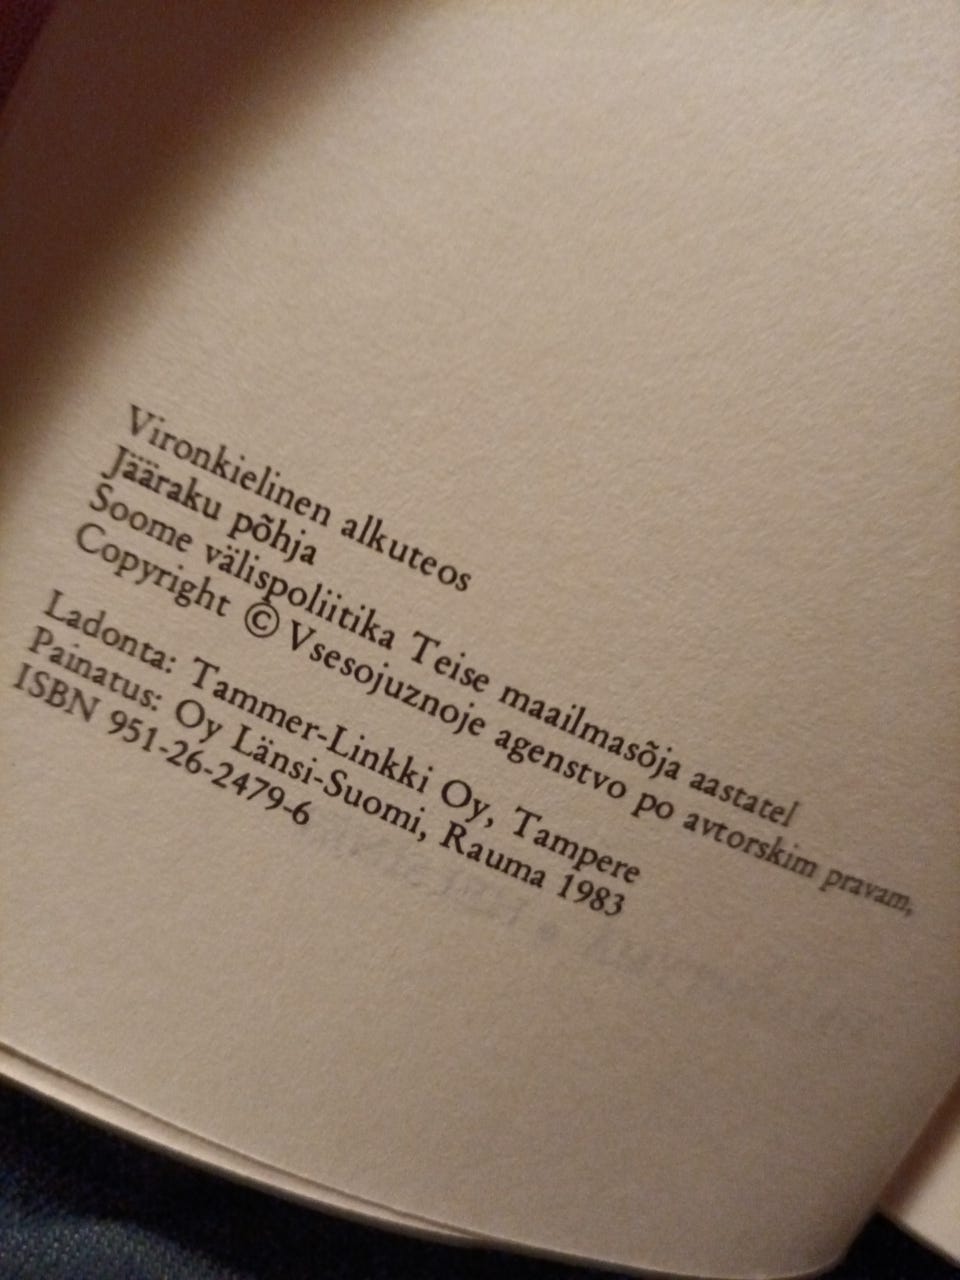 Vironkielinen alkuteos
Jääraku põhja
Soome välispoliitika Teise maailmasõja aastatel
Copyright © Vsesojuznoje agenstvo po avtorskim pravam,
Ladonta: Tammer-Linkki Oy, Tampere
Painatus: Oy Länsi-Suomi, Rauma 1983
ISBN 951-26-2479-6